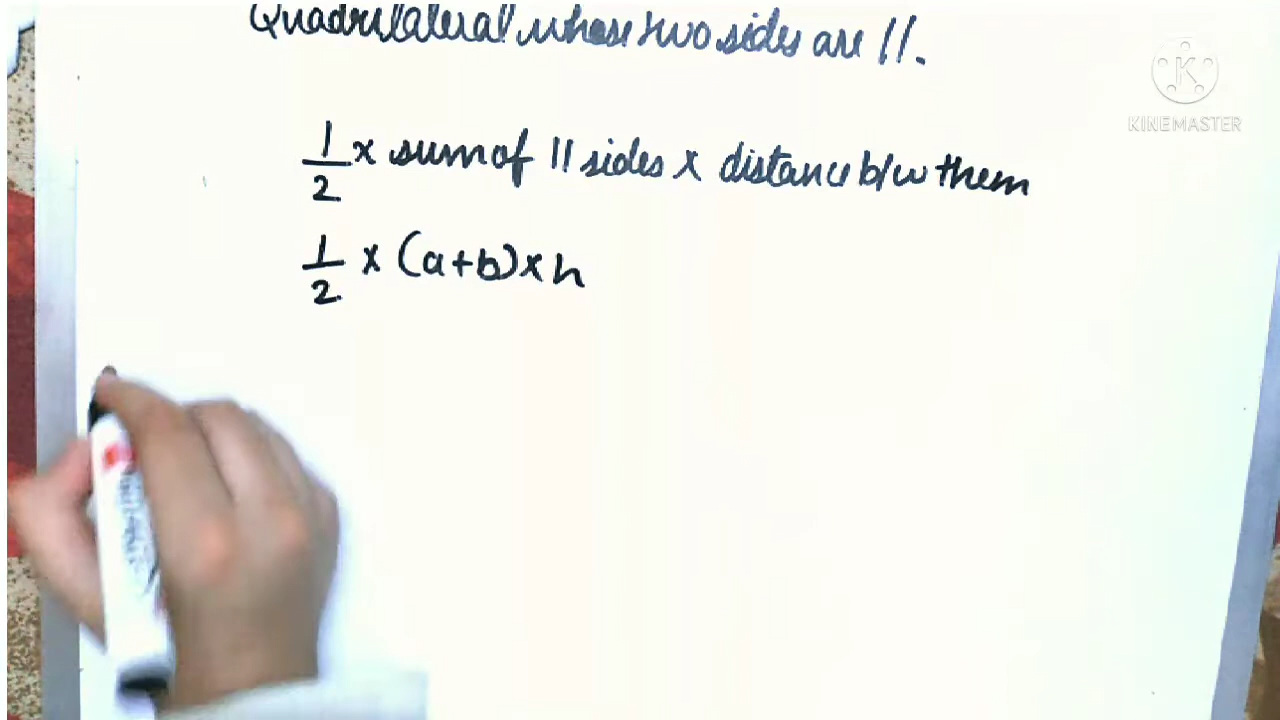 Quadrilateral whose two sides are ||.
K
KINEMASTER
1/2 x sum of || sides x distance b/w them
1/2 x (a+b) x h